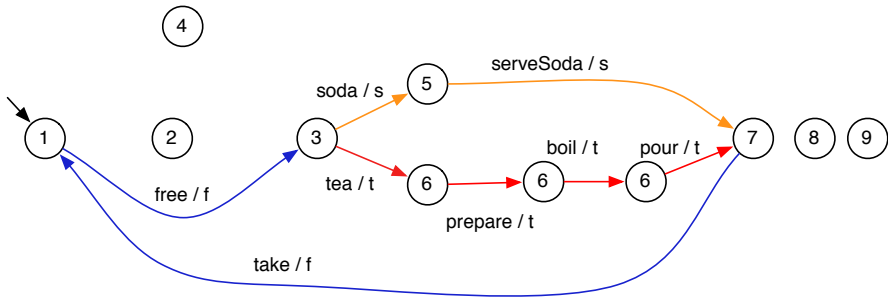 4
serveSoda / s
soda / s
5
1
2
3
boil / t
pour / t
7
8
9
tea / t
6
6
6
free / f
prepare / t
take / f